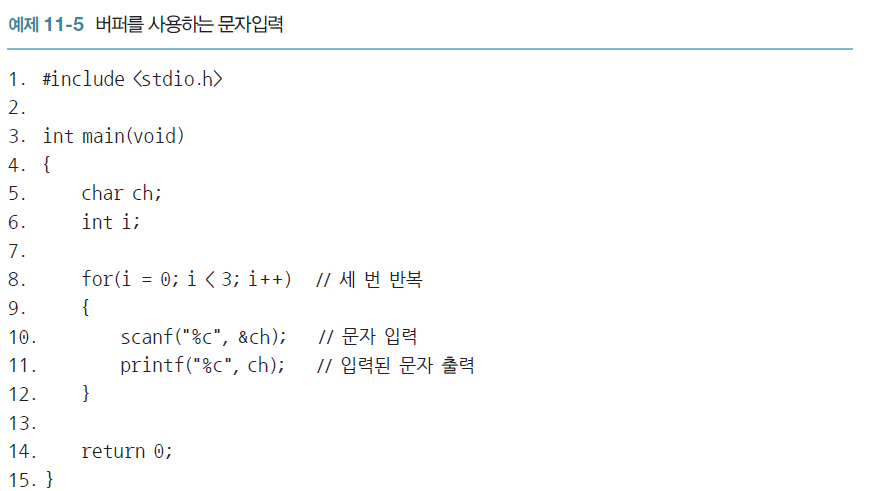 예제 11-5 버퍼를 사용하는 문자입력
1. #include <stdio.h>
2.
3. int main(void)
4. {
5. char ch;
6. int i;
7.
8. for(i = 0; i < 3; i++) // 세 번 반복
9. {
10. scanf("%c", &ch); // 문자 입력
11. printf("%c", ch); // 입력된 문자 출력
12. }
13.
14. return 0;
15. }